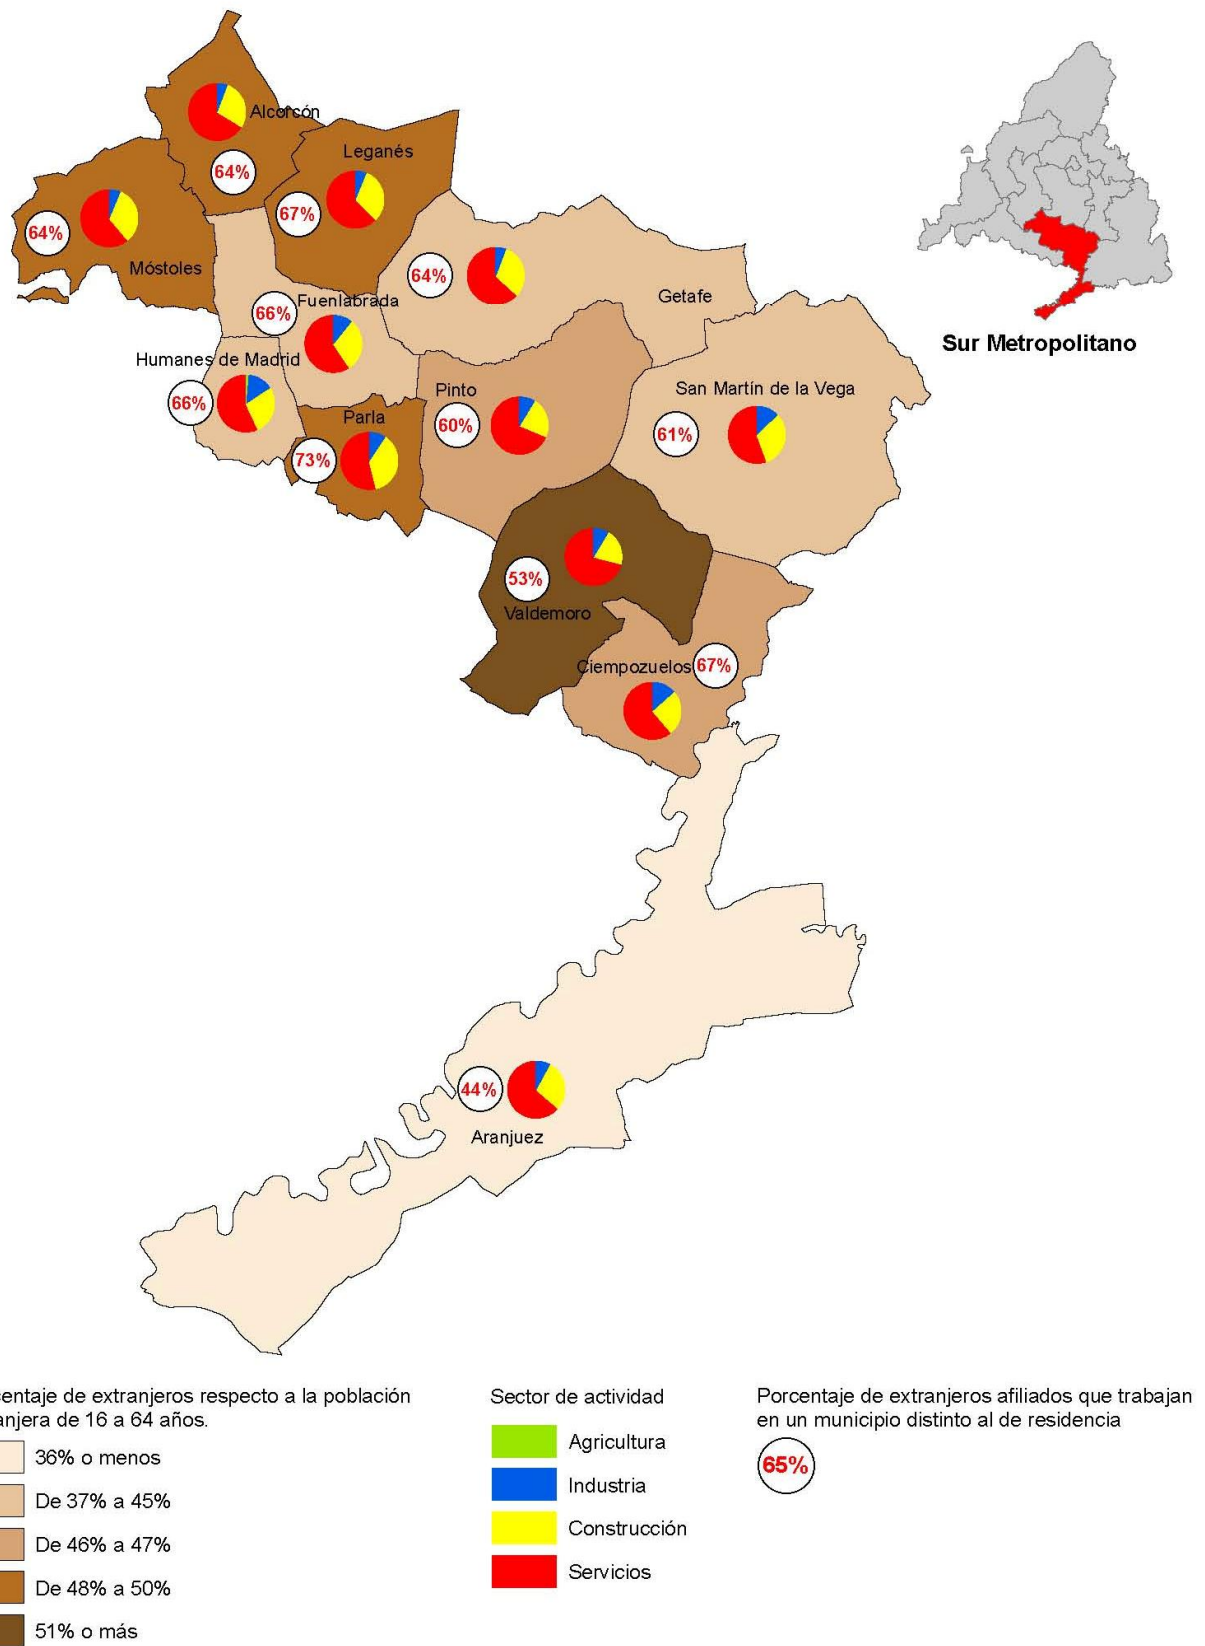 Alcorcón
64%
Leganés
67%
64%
Móstoles
64%
Getafe
66%
Fuenlabrada
Sur Metropolitano
Humanes de Madrid
66%
Pinto
60%
San Martín de la Vega
61%
Parla
73%
53%
Valdemoro
Ciempozuelos
67%
44%
Aranjuez
entaje de extranjeros respecto a la población
anjera de 16 a 64 años.
36% o menos
De 37% a 45%
De 46% a 47%
De 48% a 50%
51% o más
Sector de actividad
Agricultura
Industria
Construcción
Servicios
Porcentaje de extranjeros afiliados que trabajan
en un municipio distinto al de residencia
65%